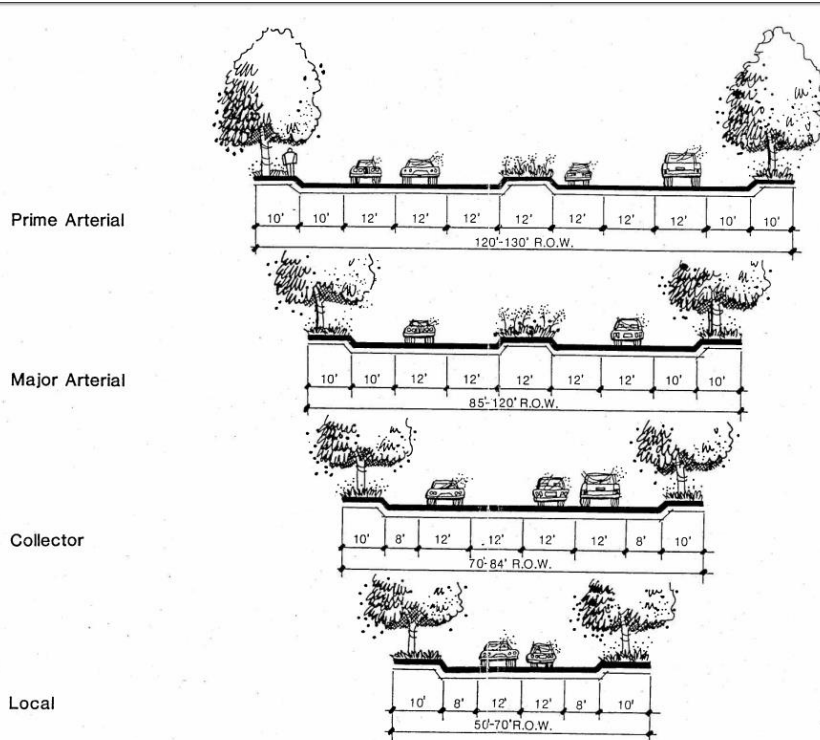 Prime Arterial
10' 10' 12' 12' 12' 12' 12' 12' 12' 10' 10'
120'-130' R.O.W.
Major Arterial
10' 10' 12' 12' 12' 12' 12' 10' 10'
85'-120' R.O.W.
Collector
10' 8' 12' 12' 12' 12' 8' 10'
70'-84' R.O.W.
Local
10' 8' 12' 12' 8' 10'
50'-70' R.O.W.